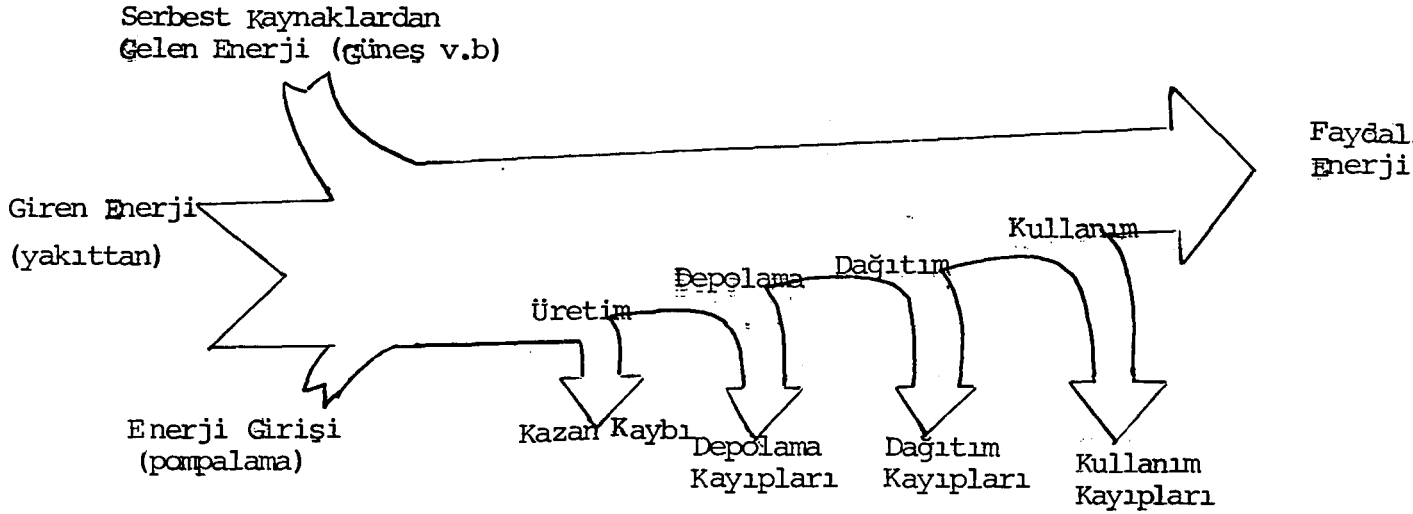 Serbest Kaynaklardan
Gelen Enerji (Güneş v.b)
Faydal
Enerji
Giren Enerji
(yakıttan)
Kullanım
Dağıtım
Depolama
Üretim
Enerji Girişi
(pompalama)
Kazan Kaybı
Depolama
Kayıpları
Dağıtım
Kayıpları
Kullanım
Kayıpları